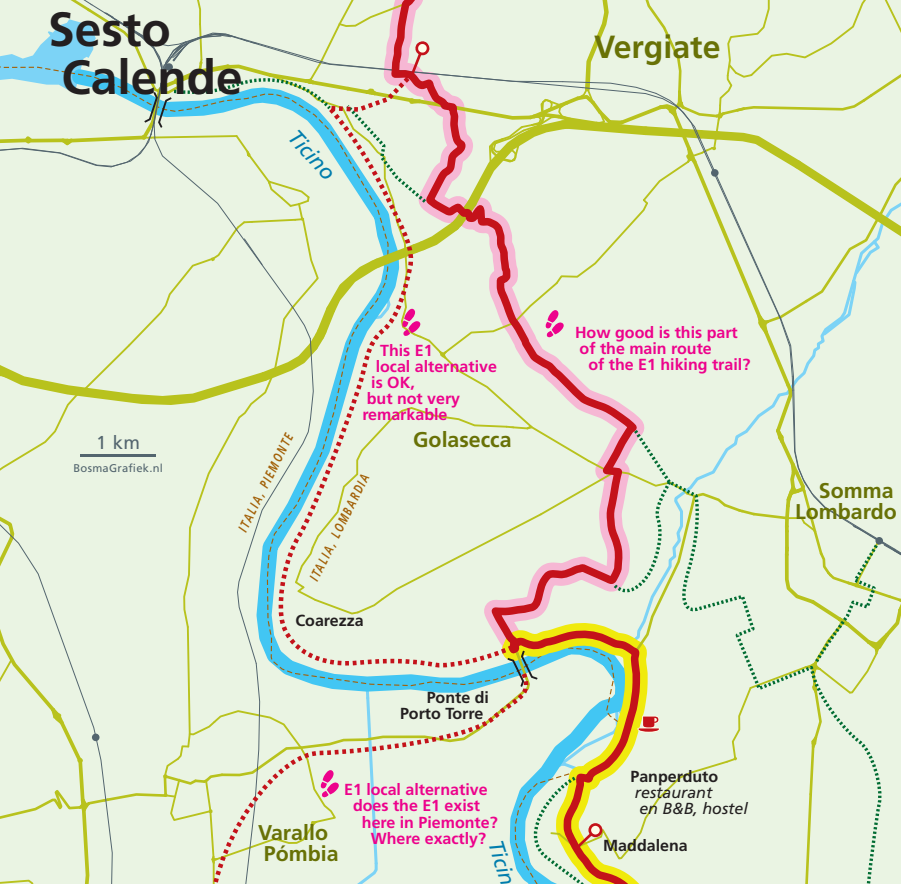 Sesto
Calende
Vergiate
Ticino
This E1
local alternative
is OK,
but not very
remarkable
How good is this part
of the main route
of the E1 hiking trail?
1 km
BosmaGrafiek.nl
Golasecca
ITALIA, PIEMONTE
ITALIA, LOMBARDIA
Somma
Lombardo
Coarezza
Ponte di
Porto Torre
Panperduto
restaurant
en B&B, hostel
E1 local alternative
does the E1 exist
here in Piemonte?
Where exactly?
Varallo
Pómbia
Maddalena
Ticin